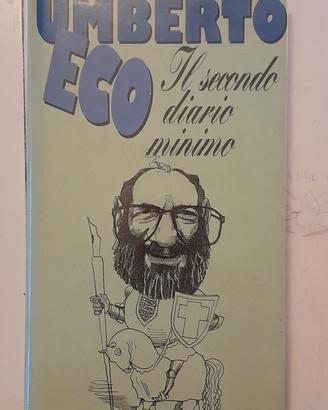 UMBERTO
ECO
Il secondo
diario
minimo